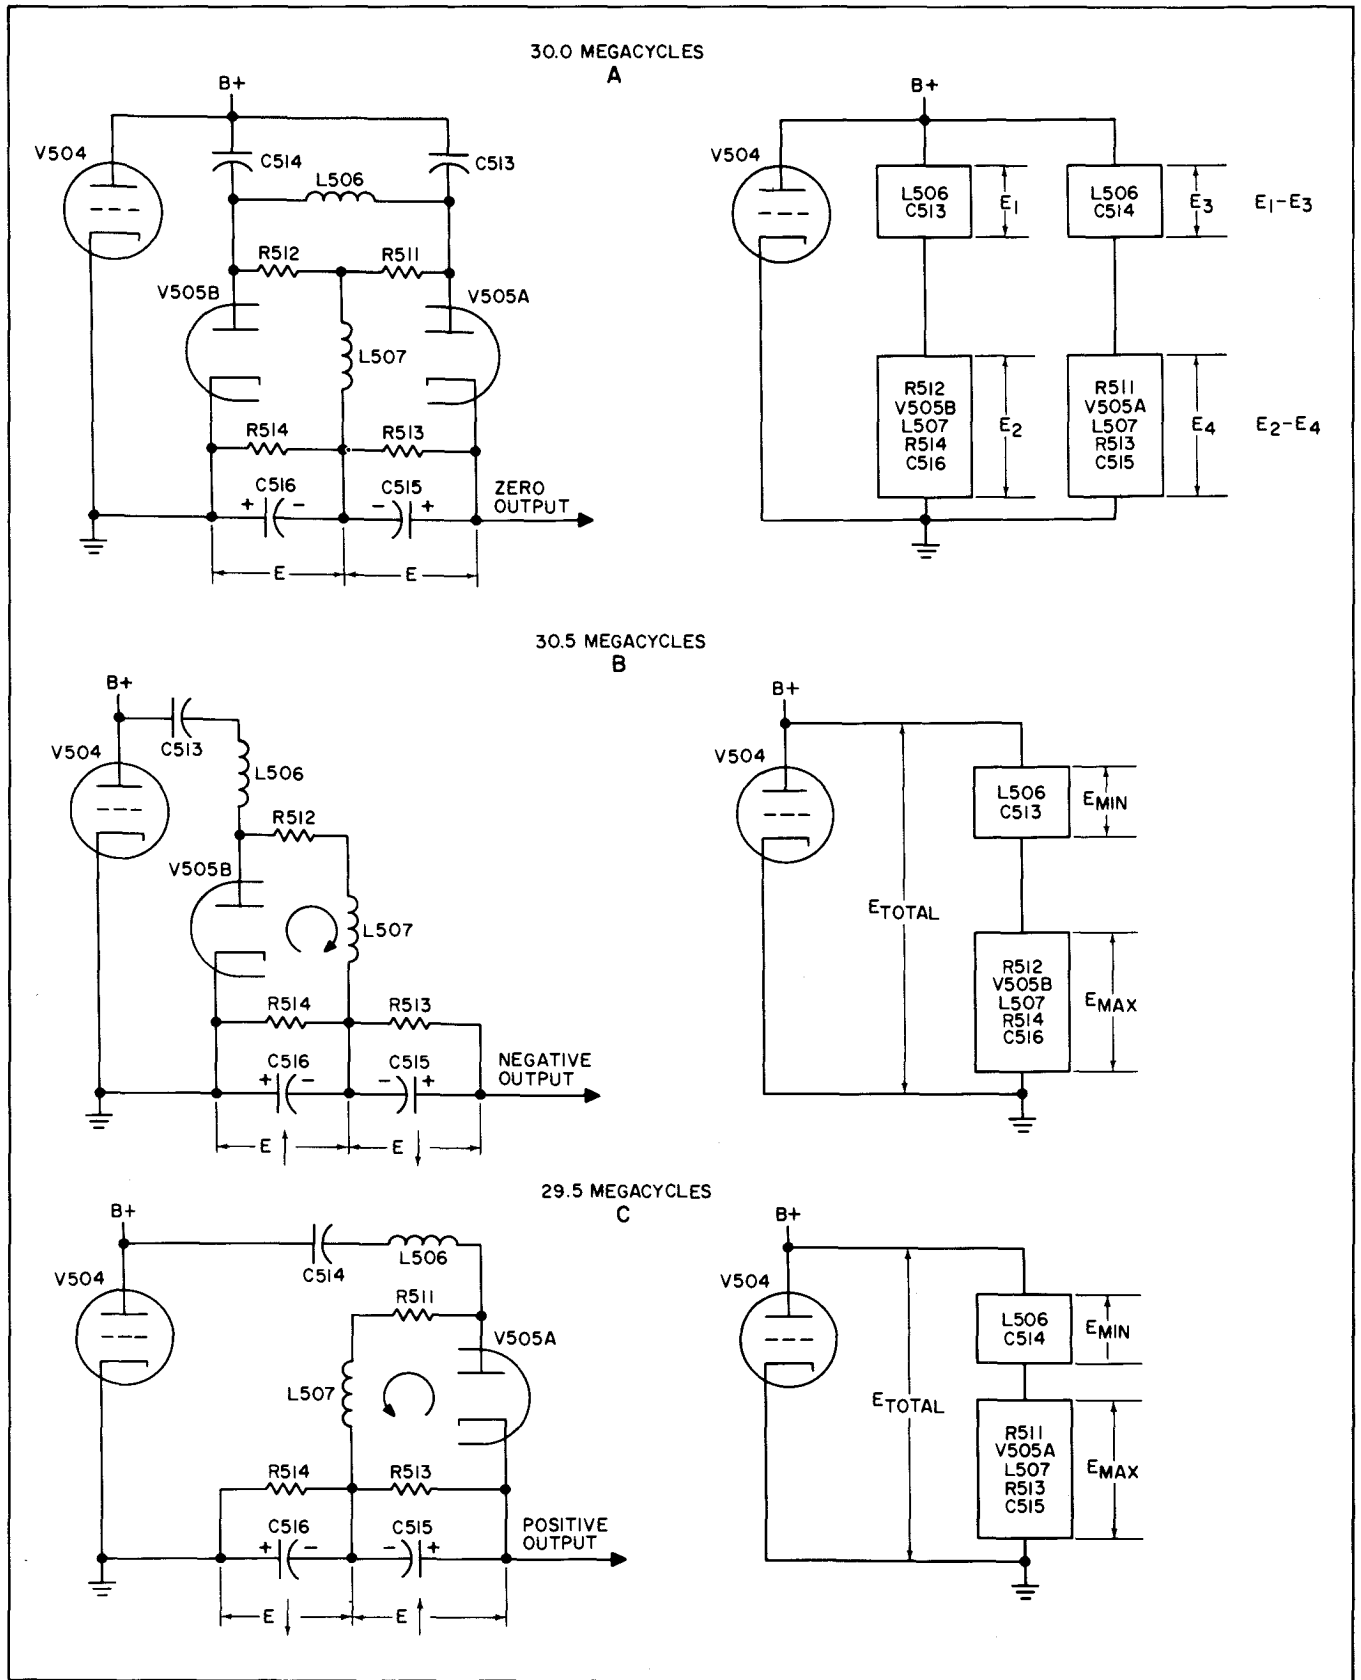 30.0 MEGACYCLES
A
B+
V504
C514
C513
L506
R512
R511
V505B
V505A
L507
R514
R513
C516
C515
+ -
- +
ZERO
OUTPUT
E
E
B+
V504
L506
C513
E1
L506
C514
E3
E1-E3
R512
V505B
L507
R514
C516
E2
R511
V505A
L507
R513
C515
E4
E2-E4
30.5 MEGACYCLES
B
B+
V504
C513
L506
R512
V505B
L507
R514
R513
C516
C515
+ -
- +
NEGATIVE
OUTPUT
E
E
B+
V504
ETOTAL
L506
C513
EMIN
R512
V505B
L507
R514
C516
EMAX
29.5 MEGACYCLES
C
B+
V504
C514
L506
R511
V505A
L507
R514
R513
C516
C515
+ -
- +
POSITIVE
OUTPUT
E
E
B+
V504
ETOTAL
L506
C514
EMIN
R511
V505A
L507
R513
C515
EMAX